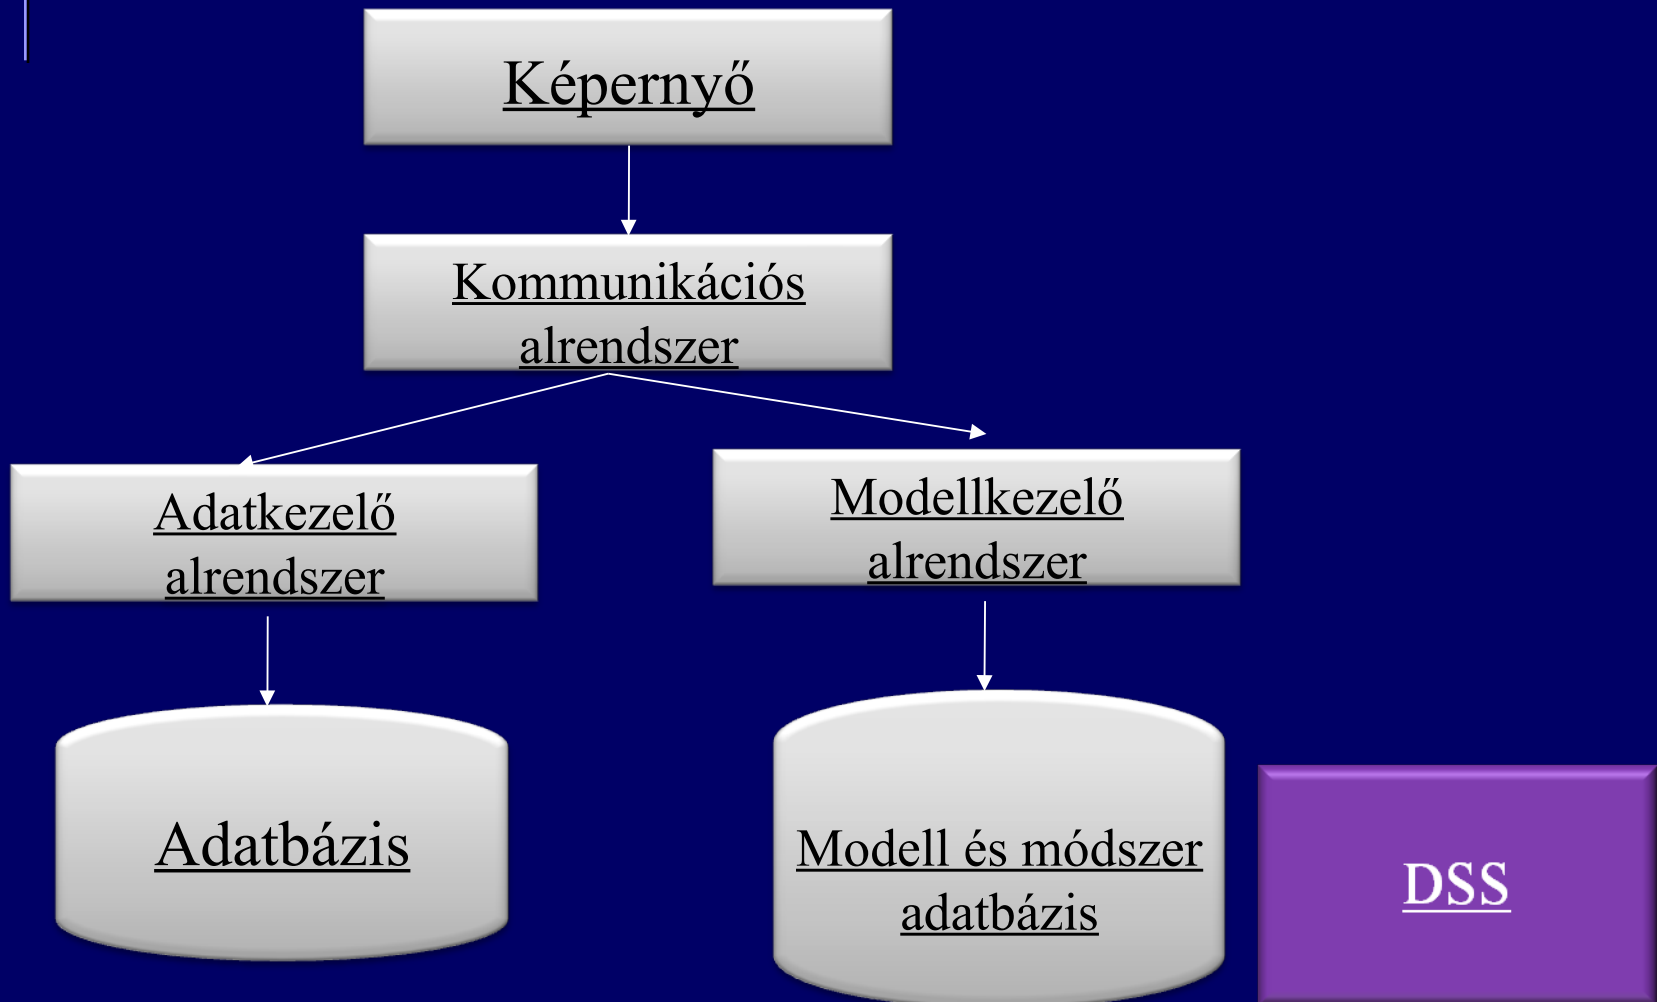 Képernyő
Kommunikációs
alrendszer
Adatkezelő
alrendszer
Modellkezelő
alrendszer
Adatbázis
Modell és módszer
adatbázis
DSS